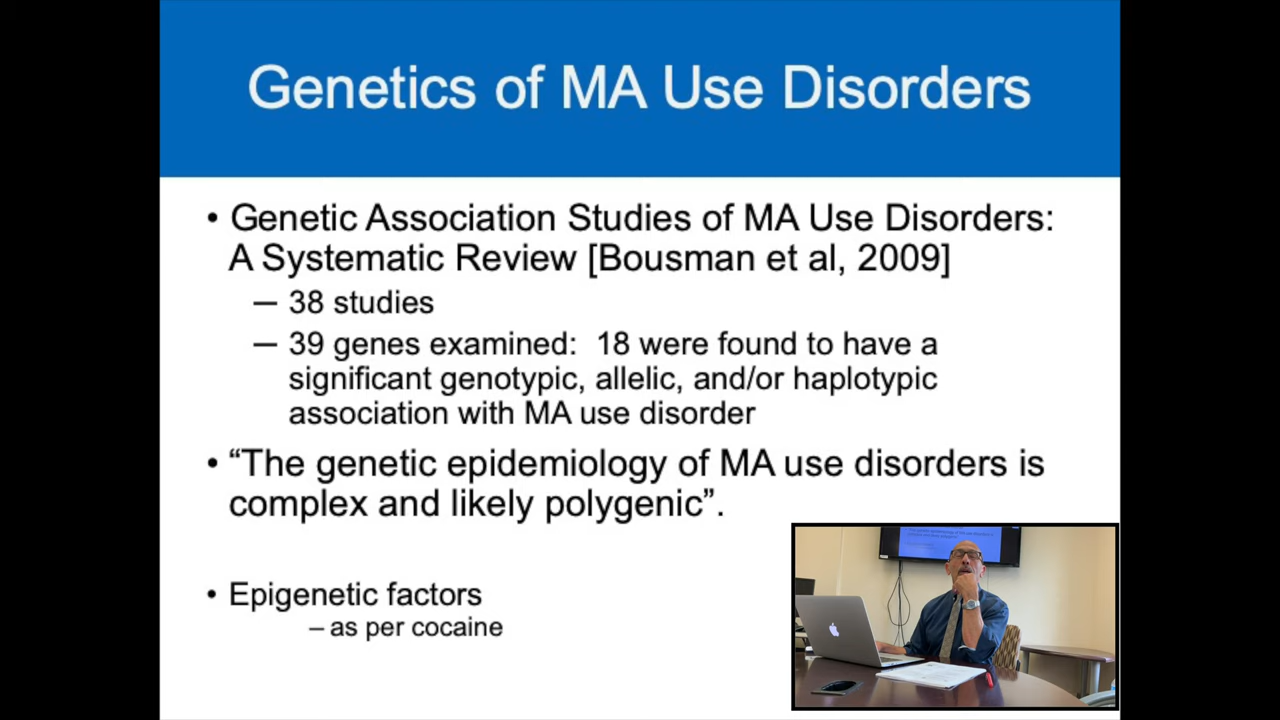 Genetics of MA Use Disorders
• Genetic Association Studies of MA Use Disorders:
A Systematic Review [Bousman et al, 2009]
– 38 studies
– 39 genes examined:  18 were found to have a
significant genotypic, allelic, and/or haplotypic
association with MA use disorder
• “The genetic epidemiology of MA use disorders is
complex and likely polygenic”.
• Epigenetic factors
– as per cocaine